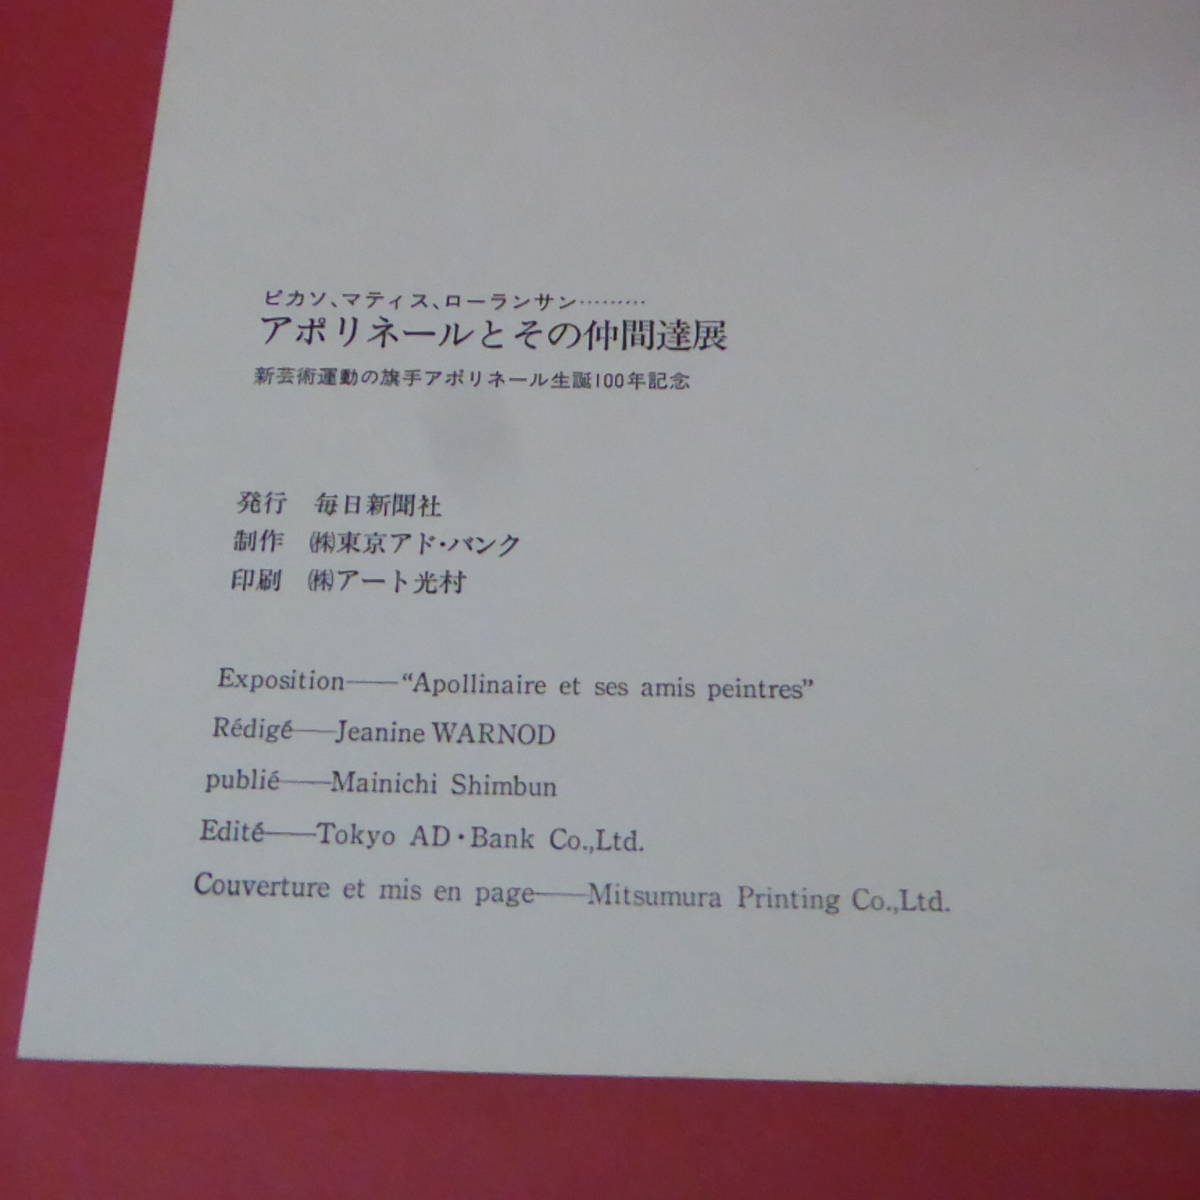 ピカソ、マティス、ローランサン………
アポリネールとその仲間達展
新芸術運動の旗手アポリネール生誕100年記念
発行　毎日新聞社
制作　㈱東京アド・バンク
印刷　㈱アート光村
Exposition——“Apollinaire et ses amis peintres”
Rédigé——Jeanine WARNOD
publié——Mainichi Shimbun
Edité——Tokyo AD・Bank Co.,Ltd.
Couverture et mis en page——Mitsumura Printing Co.,Ltd.